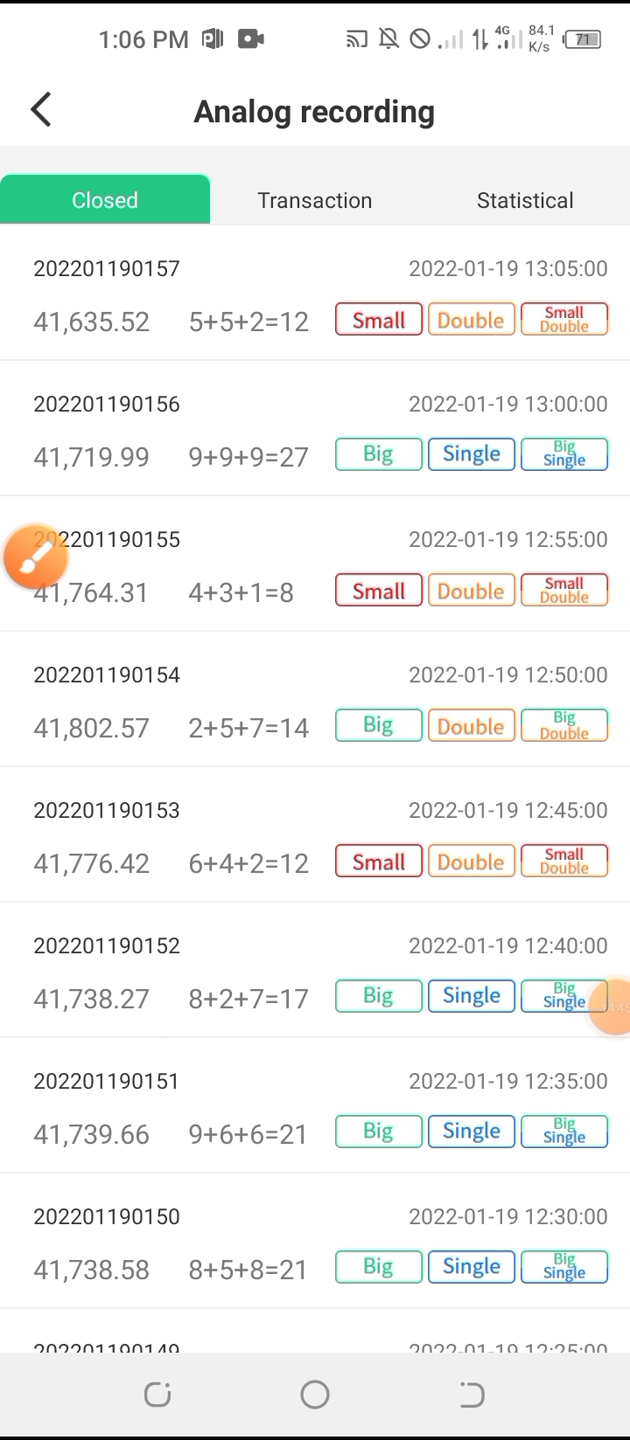 1:06 PM 4G 84.1 K/s 71
Analog recording
Closed Transaction Statistical
202201190157 2022-01-19 13:05:00
41,635.52 5+5+2=12 Small Double Small Double
202201190156 2022-01-19 13:00:00
41,719.99 9+9+9=27 Big Single Big Single
202201190155 2022-01-19 12:55:00
41,764.31 4+3+1=8 Small Double Small Double
202201190154 2022-01-19 12:50:00
41,802.57 2+5+7=14 Big Double Big Double
202201190153 2022-01-19 12:45:00
41,776.42 6+4+2=12 Small Double Small Double
202201190152 2022-01-19 12:40:00
41,738.27 8+2+7=17 Big Single Big Single
202201190151 2022-01-19 12:35:00
41,739.66 9+6+6=21 Big Single Big Single
202201190150 2022-01-19 12:30:00
41,738.58 8+5+8=21 Big Single Big Single
202201190149 2022-01-19 12:25:00